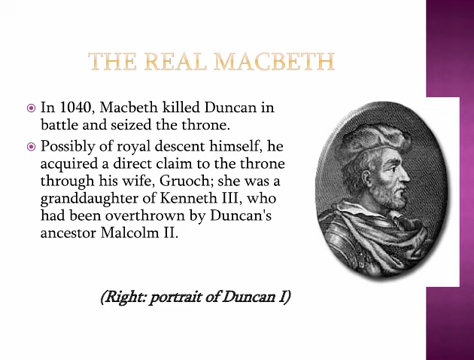 THE REAL MACBETH
In 1040, Macbeth killed Duncan in
battle and seized the throne.
Possibly of royal descent himself, he
acquired a direct claim to the throne
through his wife, Gruoch; she was a
granddaughter of Kenneth III, who
had been overthrown by Duncan's
ancestor Malcolm II.
(Right: portrait of Duncan I)